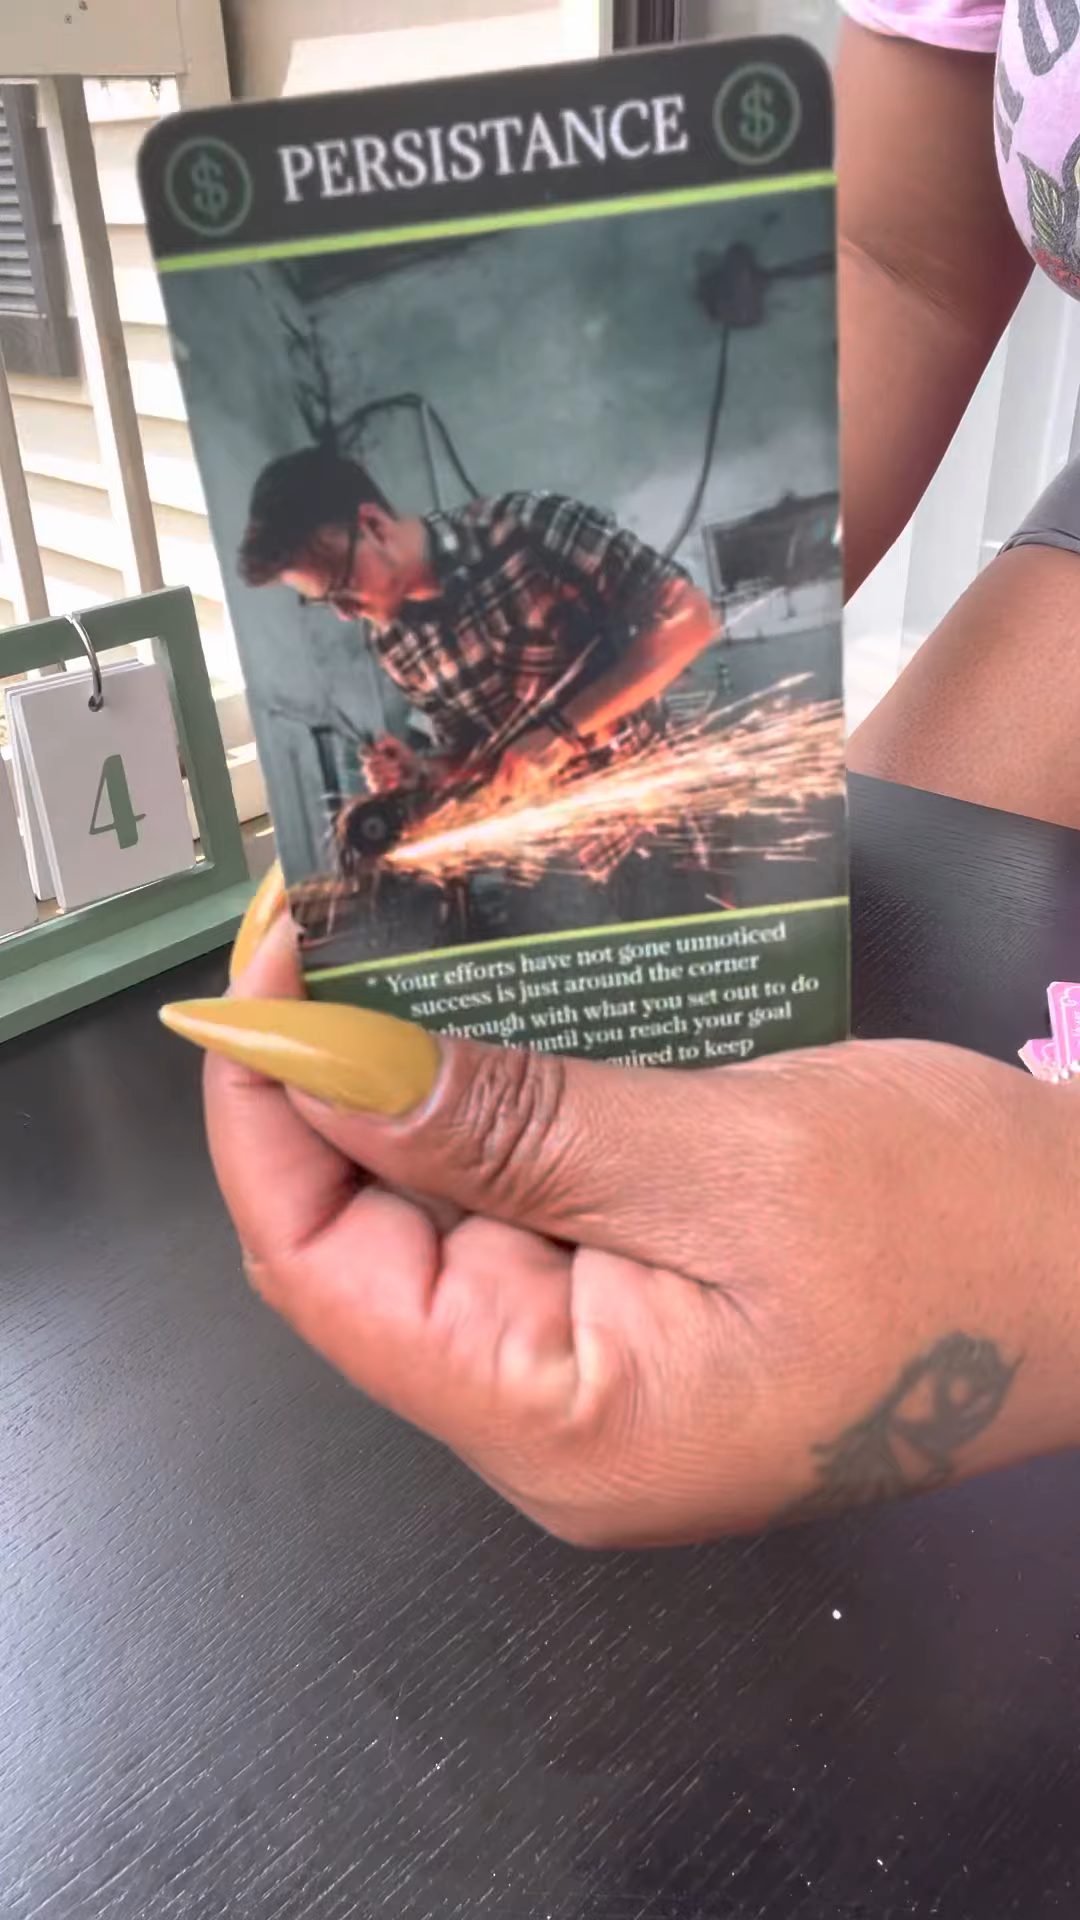 $ PERSISTANCE $
* Your efforts have not gone unnoticed
success is just around the corner
through with what you set out to do
until you reach your goal
to keep
4